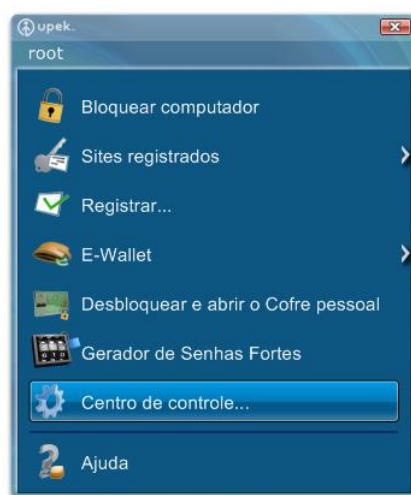 upek.
root
Bloquear computador
Sites registrados
Registrar...
E-Wallet
Desbloquear e abrir o Cofre pessoal
Gerador de Senhas Fortes
Centro de controle...
Ajuda